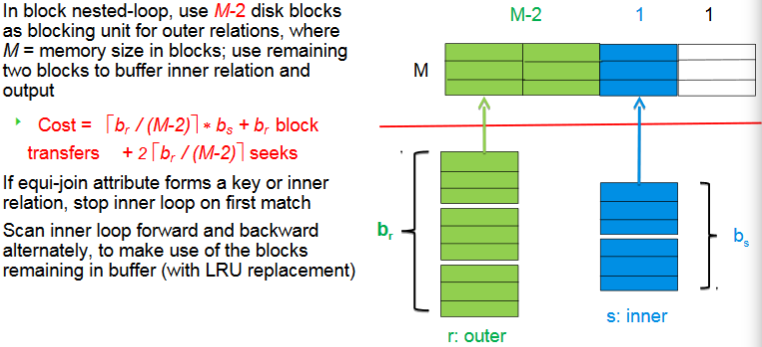 In block nested-loop, use M-2 disk blocks
as blocking unit for outer relations, where
M = memory size in blocks; use remaining
two blocks to buffer inner relation and
output
Cost = ⌈b_r / (M-2)⌉ * b_s + b_r block
transfers + 2 ⌈b_r / (M-2)⌉ seeks
If equi-join attribute forms a key or inner
relation, stop inner loop on first match
Scan inner loop forward and backward
alternately, to make use of the blocks
remaining in buffer (with LRU replacement)
M-2 1 1
M
b_r
b_s
s: inner
r: outer